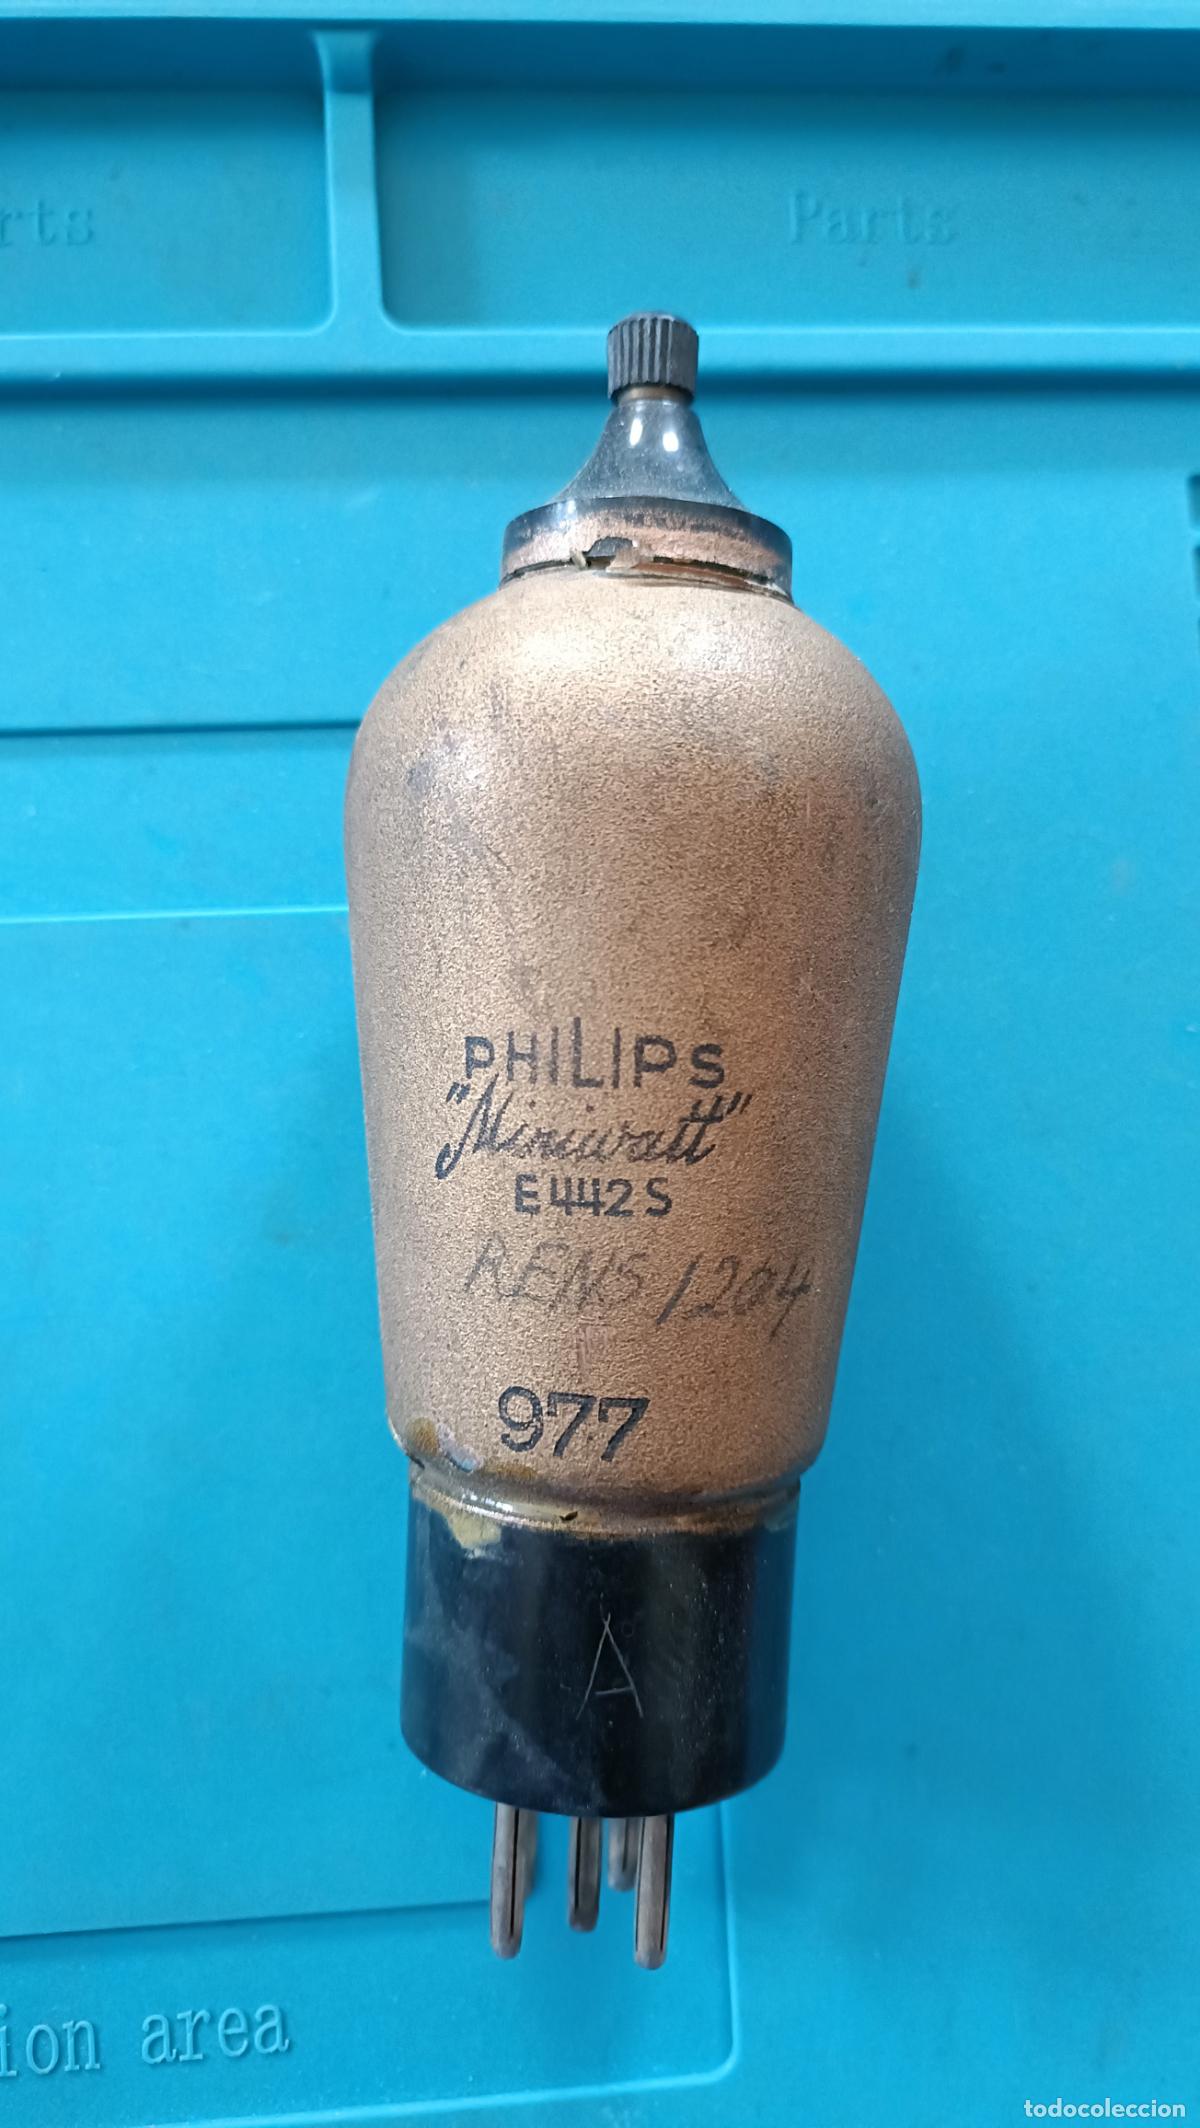 rts
Parts
PHILIPS
"Miniwatt"
E442S
RENS 1204
977
A
ion area
todocoleccion